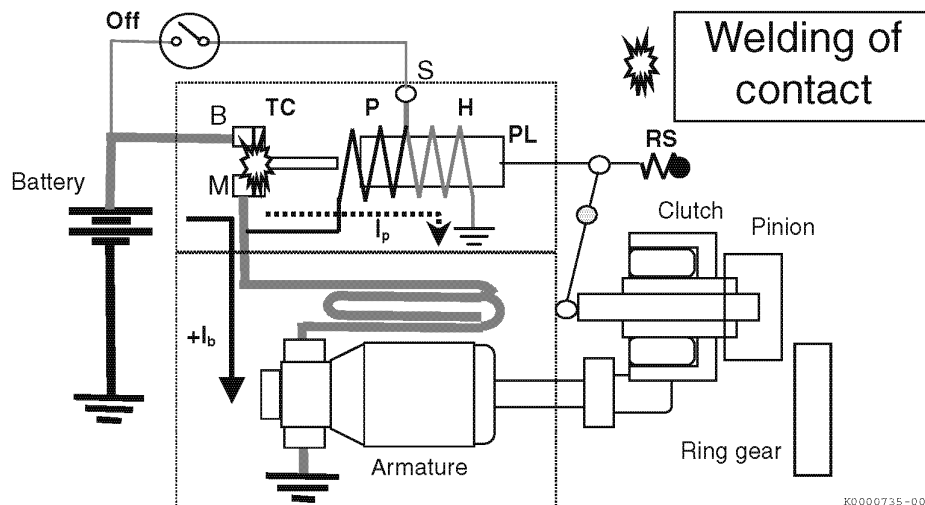 Off
Welding of
contact
S
B
TC
P
H
PL
RS
M
Battery
Clutch
Pinion
Ip
+Ib
Armature
Ring gear
K0000735-00